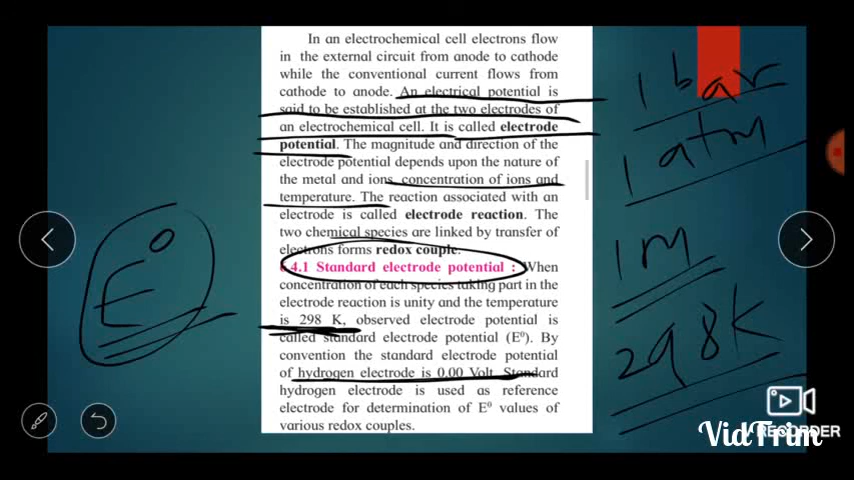 In an electrochemical cell electrons flow
in the external circuit from anode to cathode
while the conventional current flows from
cathode to anode. An electrical potential is
said to be established at the two electrodes of
an electrochemical cell. It is called electrode
potential. The magnitude and direction of the
electrode potential depends upon the nature of
the metal and ions, concentration of ions and
temperature. The reaction associated with an
electrode is called electrode reaction. The
two chemical species are linked by transfer of
electrons forms redox couple.
4.1 Standard electrode potential : When
concentration of each species taking part in the
electrode reaction is unity and the temperature
is 298 K, observed electrode potential is
called standard electrode potential (E⁰). By
convention the standard electrode potential
of hydrogen electrode is 0.00 Volt. Standard
hydrogen electrode is used as reference
electrode for determination of E⁰ values of
various redox couples.
E⁰
1 bar
1 atm
1 M
298K
RECORDER
VidTrim